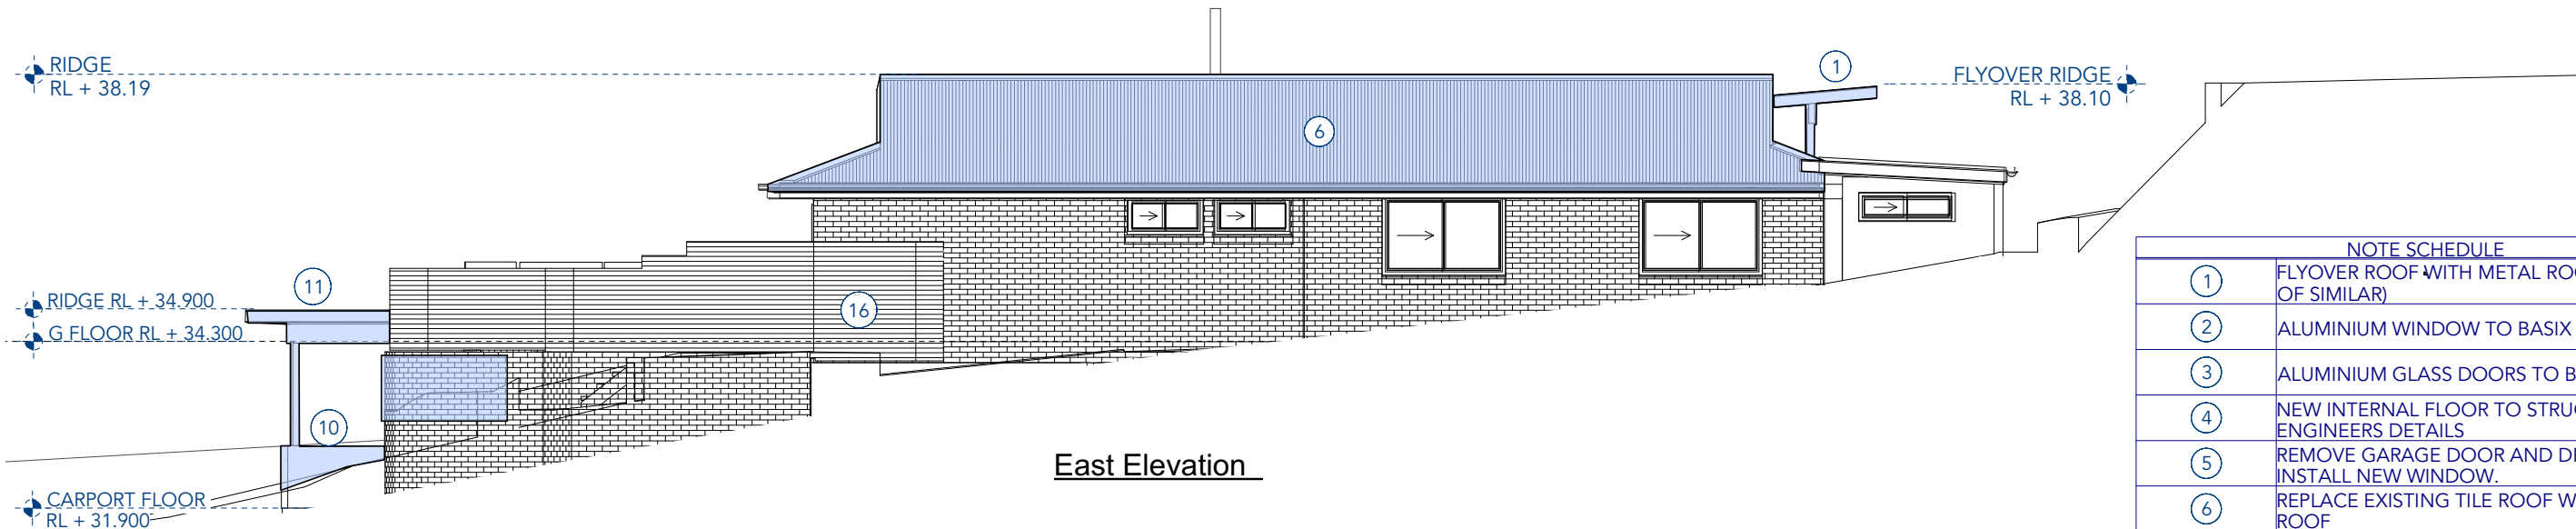 RIDGE
RL + 38.19
1
FLYOVER RIDGE
RL + 38.10
6
11
RIDGE RL + 34.900
G FLOOR RL + 34.300
16
10
CARPORT FLOOR
RL + 31.900
East Elevation
NOTE SCHEDULE
1 FLYOVER ROOF WITH METAL
OF SIMILAR)
2 ALUMINIUM WINDOW TO BASIX
3 ALUMINIUM GLASS DOORS TO
4 NEW INTERNAL FLOOR TO
ENGINEERS DETAILS
5 REMOVE GARAGE DOOR AND
INSTALL NEW WINDOW.
6 REPLACE EXISTING TILE ROOF
ROOF